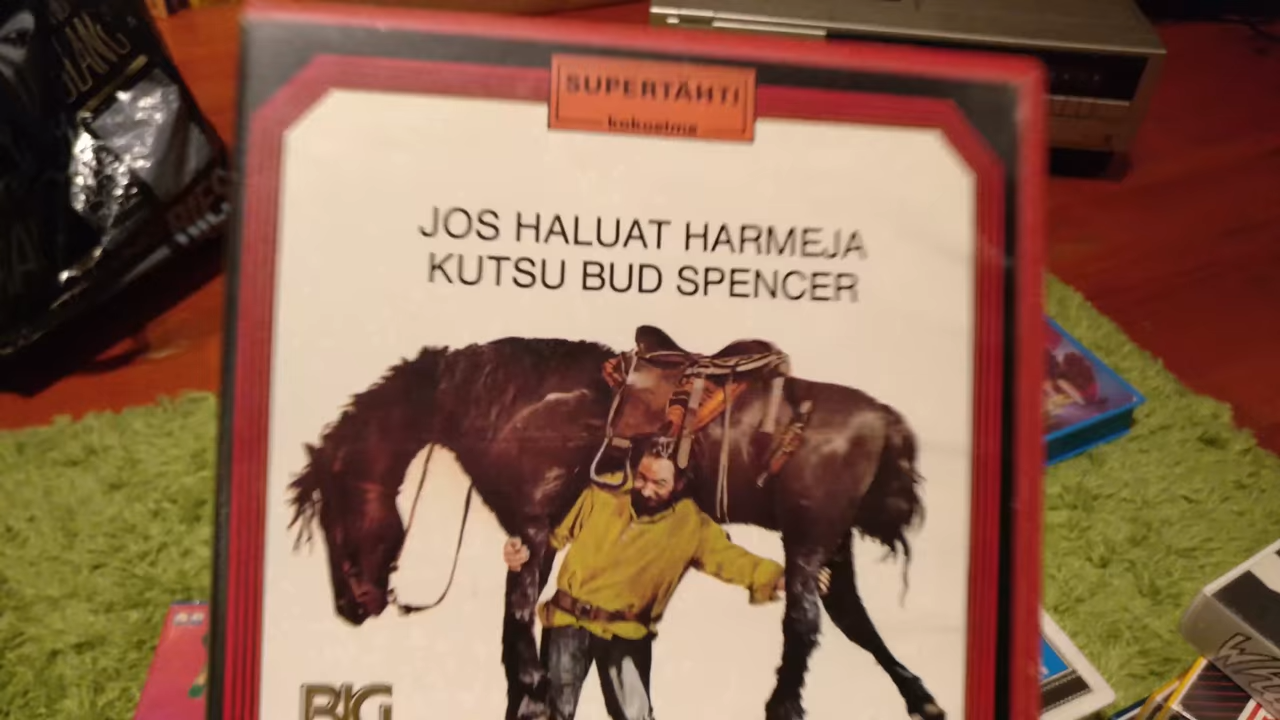 SUPERTÄHTI
kokoelma
JOS HALUAT HARMEJA
KUTSU BUD SPENCER
BIG